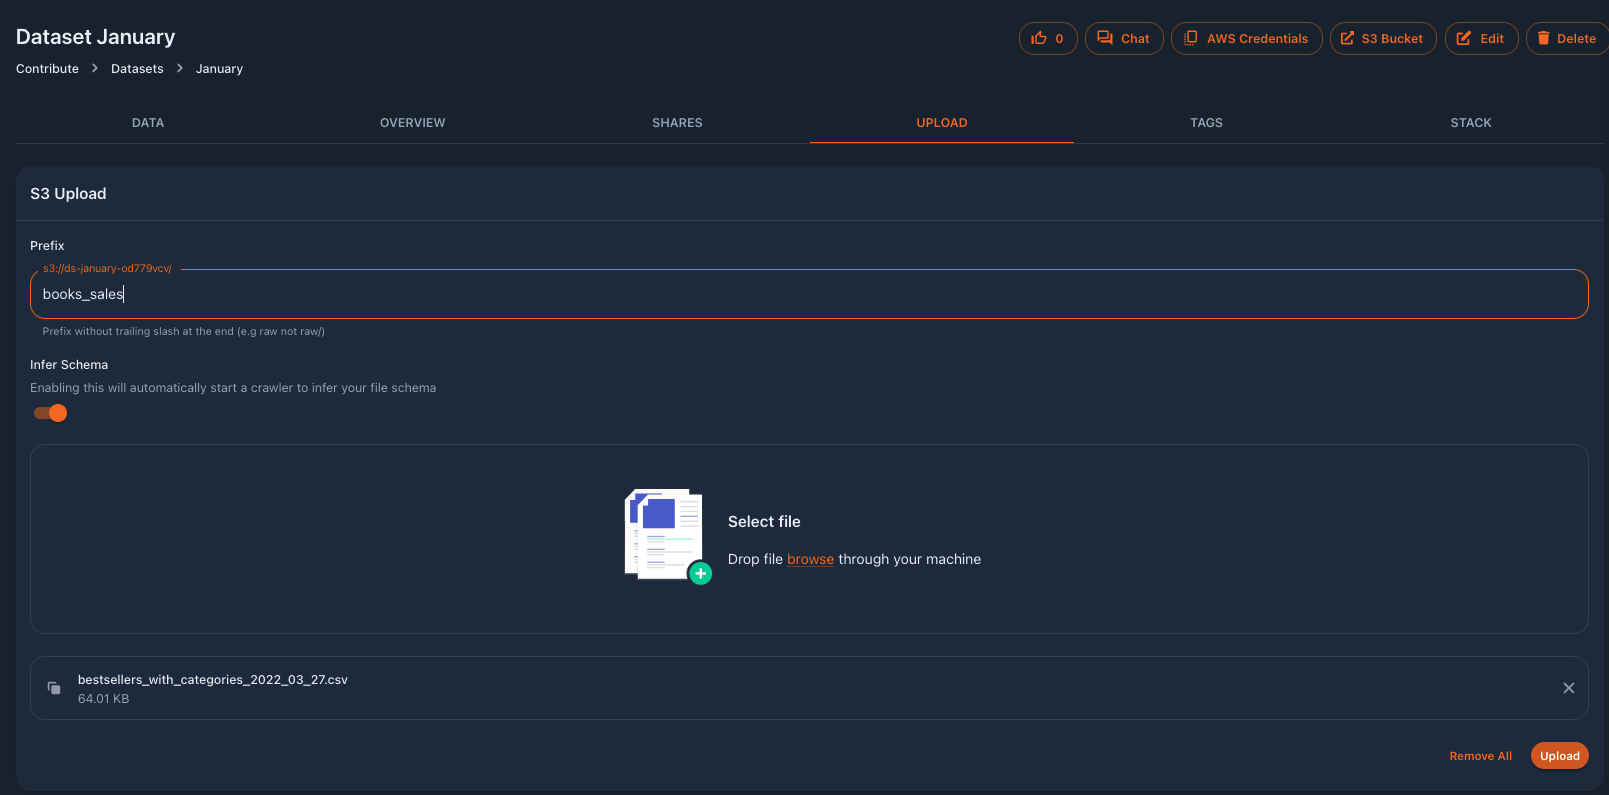 Dataset January
0
Chat
AWS Credentials
S3 Bucket
Edit
Delete
Contribute > Datasets > January
DATA
OVERVIEW
SHARES
UPLOAD
TAGS
STACK
S3 Upload
Prefix
s3://ds-january-od779vcv/
books_sales
Prefix without trailing slash at the end (e.g raw not raw/)
Infer Schema
Enabling this will automatically start a crawler to infer your file schema
Select file
Drop file browse through your machine
bestsellers_with_categories_2022_03_27.csv
64.01 KB
Remove All
Upload